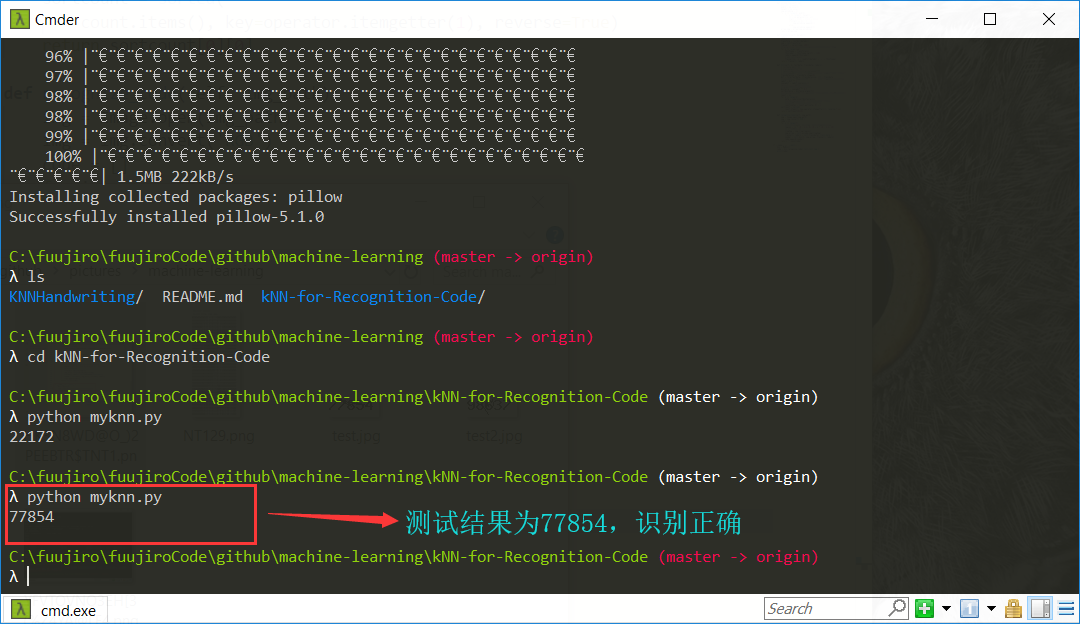 Cmder
96% |¨€¨€¨€¨€¨€¨€¨€¨€¨€¨€¨€¨€¨€¨€¨€¨€¨€¨€¨€¨€¨€¨€¨€¨€¨€¨€¨€
97% |¨€¨€¨€¨€¨€¨€¨€¨€¨€¨€¨€¨€¨€¨€¨€¨€¨€¨€¨€¨€¨€¨€¨€¨€¨€¨€¨€
98% |¨€¨€¨€¨€¨€¨€¨€¨€¨€¨€¨€¨€¨€¨€¨€¨€¨€¨€¨€¨€¨€¨€¨€¨€¨€¨€¨€
98% |¨€¨€¨€¨€¨€¨€¨€¨€¨€¨€¨€¨€¨€¨€¨€¨€¨€¨€¨€¨€¨€¨€¨€¨€¨€¨€¨€
99% |¨€¨€¨€¨€¨€¨€¨€¨€¨€¨€¨€¨€¨€¨€¨€¨€¨€¨€¨€¨€¨€¨€¨€¨€¨€¨€¨€
100% |¨€¨€¨€¨€¨€¨€¨€¨€¨€¨€¨€¨€¨€¨€¨€¨€¨€¨€¨€¨€¨€¨€¨€¨€¨€¨€¨€
¨€¨€¨€¨€¨€| 1.5MB 222kB/s
Installing collected packages: pillow
Successfully installed pillow-5.1.0
C:\fuujiro\fuujiroCode\github\machine-learning (master -> origin)
λ ls
KNNHandwriting/  README.md  kNN-for-Recognition-Code/
C:\fuujiro\fuujiroCode\github\machine-learning (master -> origin)
λ cd kNN-for-Recognition-Code
C:\fuujiro\fuujiroCode\github\machine-learning\kNN-for-Recognition-Code (master -> origin)
λ python myknn.py
22172
C:\fuujiro\fuujiroCode\github\machine-learning\kNN-for-Recognition-Code (master -> origin)
λ python myknn.py
77854
测试结果为77854，识别正确
C:\fuujiro\fuujiroCode\github\machine-learning\kNN-for-Recognition-Code (master -> origin)
λ
cmd.exe
Search
1